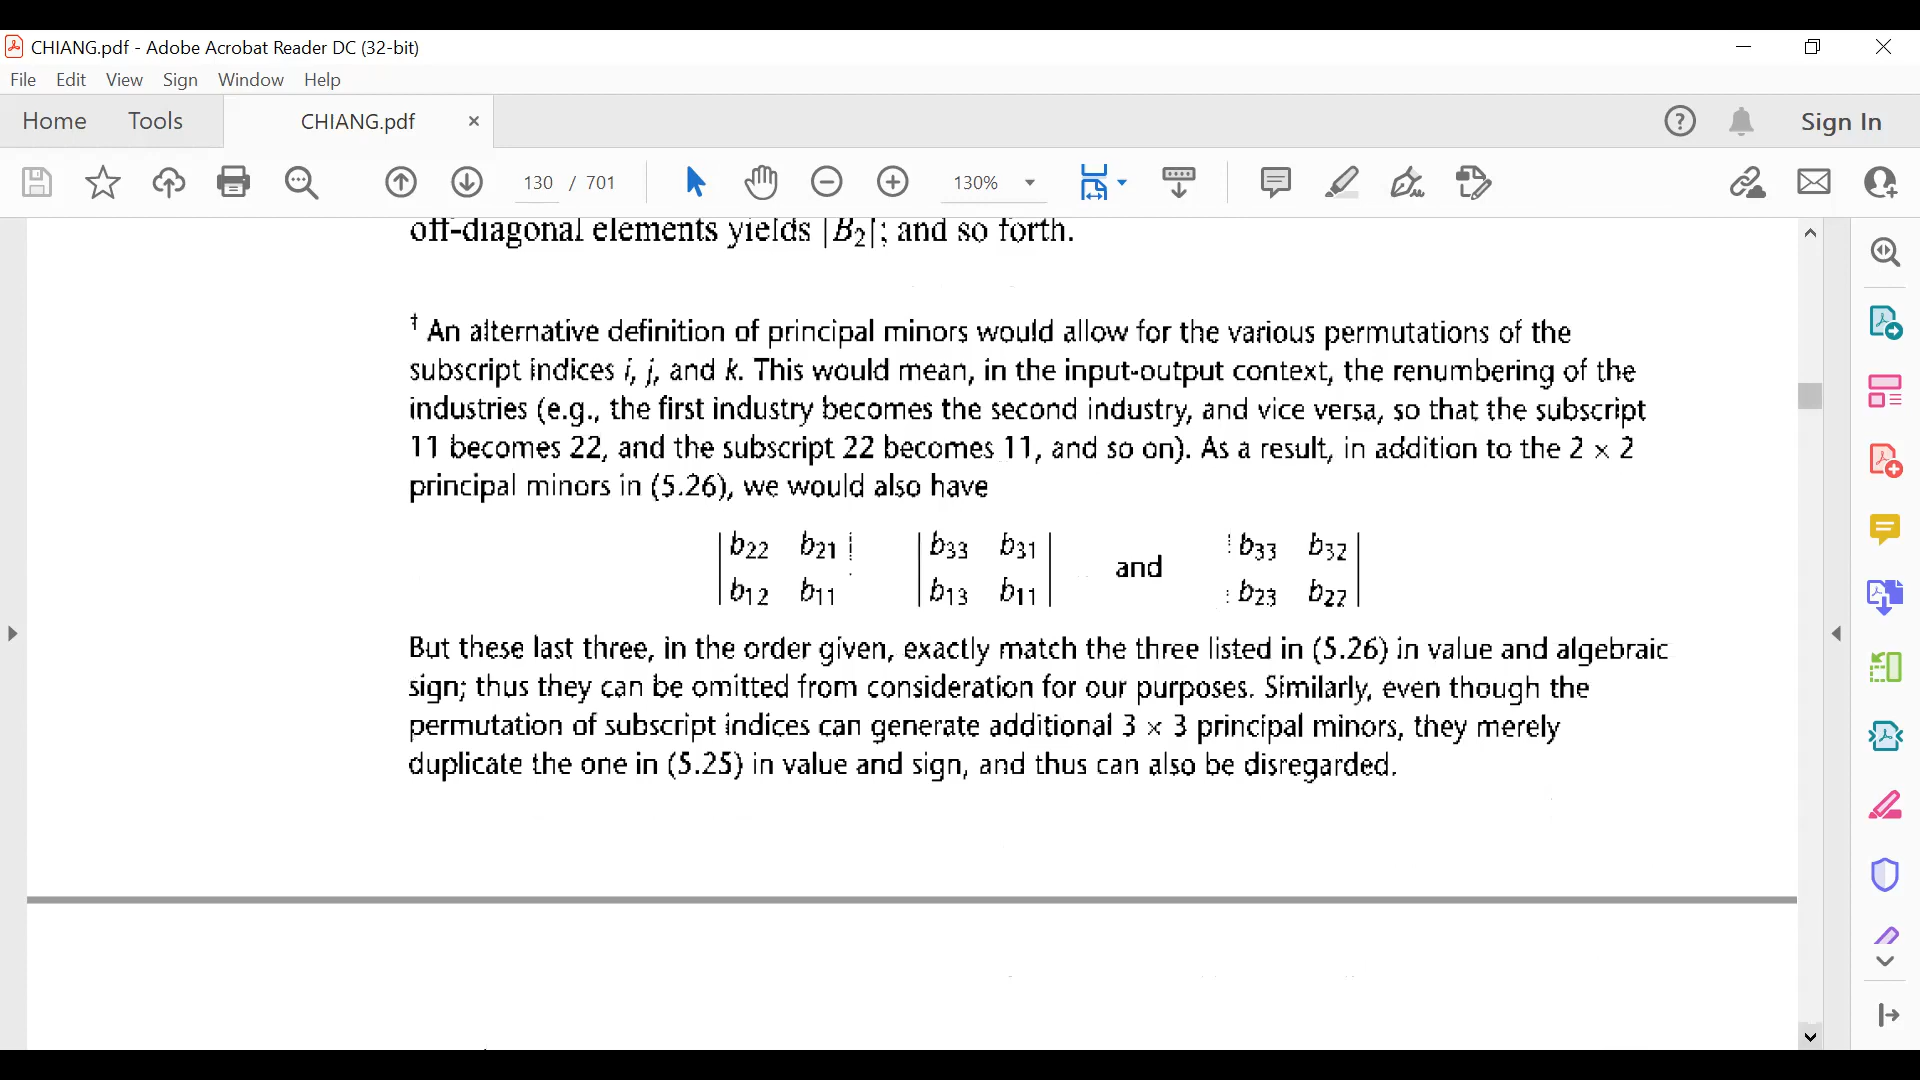 CHIANG.pdf - Adobe Acrobat Reader DC (32-bit)
File Edit View Sign Window Help
Home Tools CHIANG.pdf × Sign In
130 / 701 130%
off-diagonal elements yields |B₂|; and so forth.
† An alternative definition of principal minors would allow for the various permutations of the
subscript indices i, j, and k. This would mean, in the input-output context, the renumbering of the
industries (e.g., the first industry becomes the second industry, and vice versa, so that the subscript
11 becomes 22, and the subscript 22 becomes 11, and so on). As a result, in addition to the 2 × 2
principal minors in (5.26), we would also have
|b₂₂ b₂₁| |b₃₃ b₃₁| and |b₃₃ b₃₂|
|b₁₂ b₁₁| |b₁₃ b₁₁| |b₂₃ b₂₂|
But these last three, in the order given, exactly match the three listed in (5.26) in value and algebraic
sign; thus they can be omitted from consideration for our purposes. Similarly, even though the
permutation of subscript indices can generate additional 3 × 3 principal minors, they merely
duplicate the one in (5.25) in value and sign, and thus can also be disregarded.